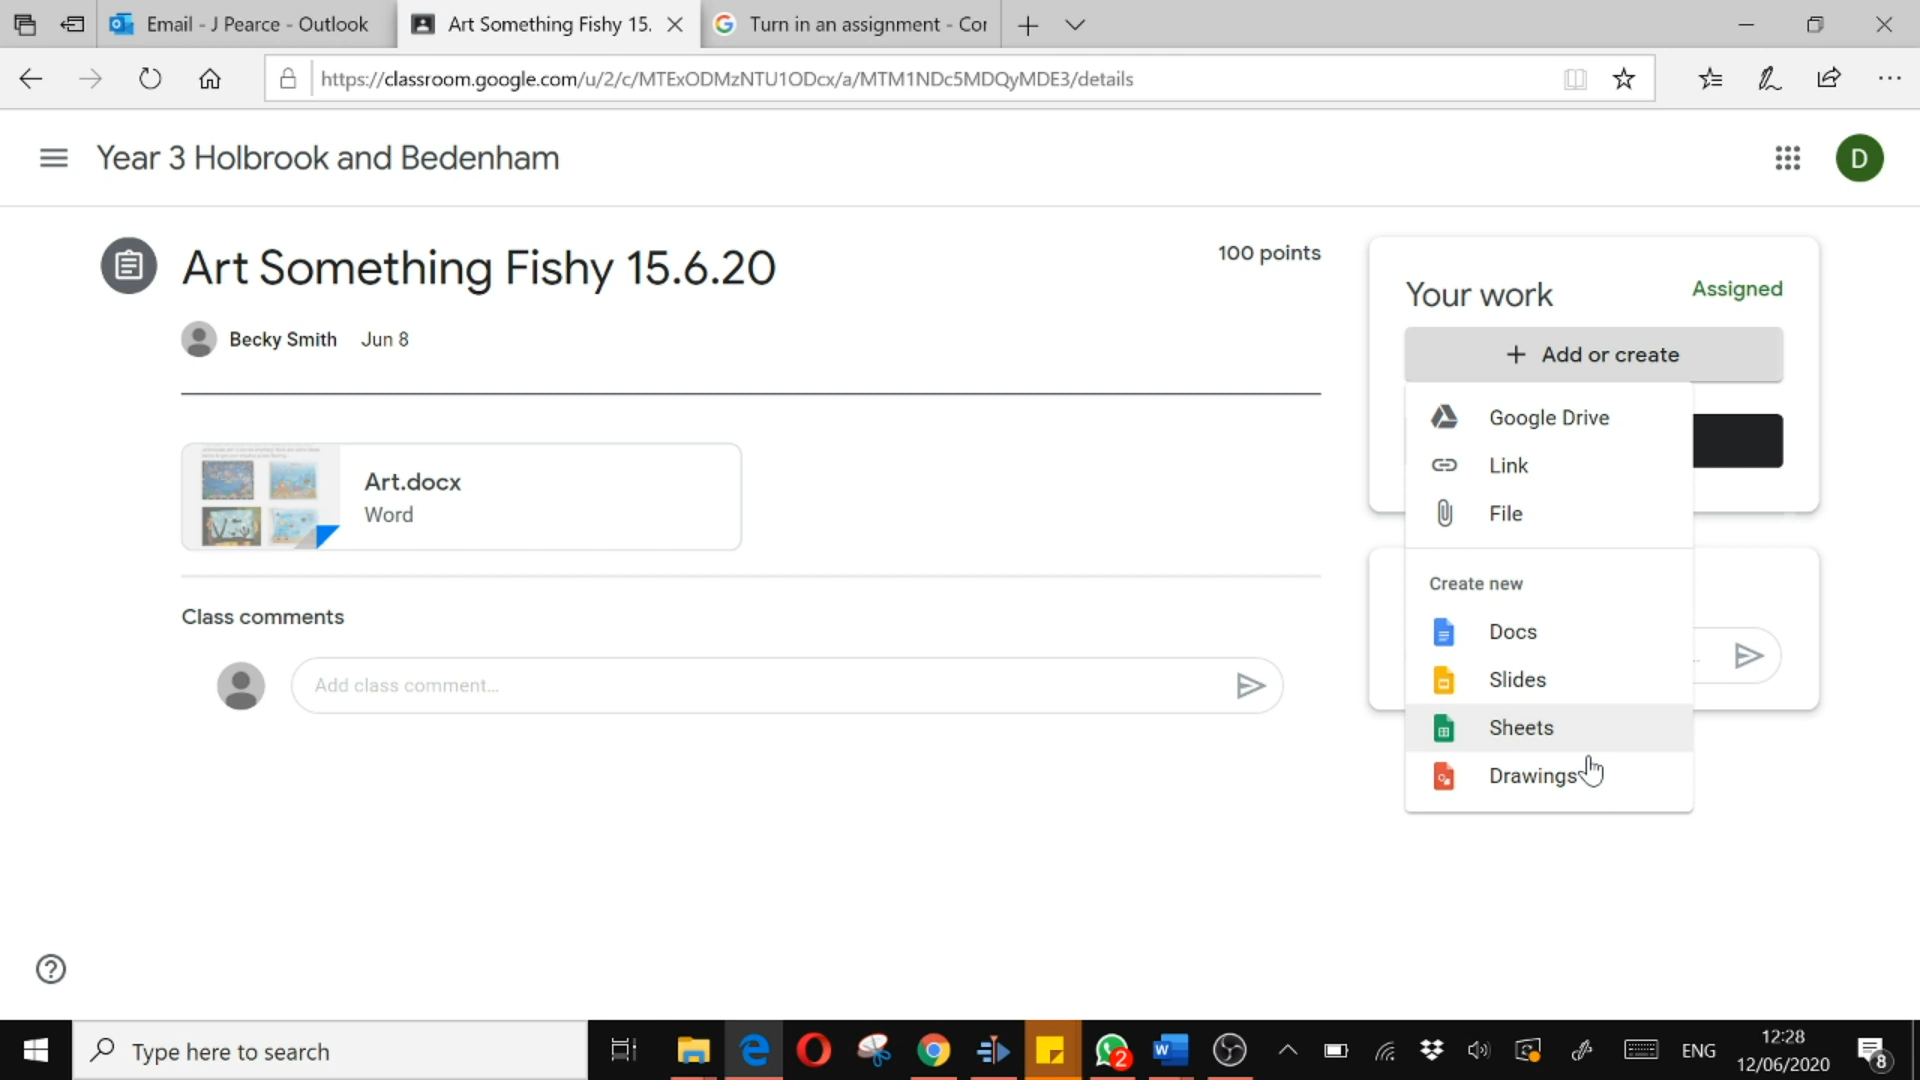 Email - J Pearce - Outlook
Art Something Fishy 15.
Turn in an assignment - Cor
https://classroom.google.com/u/2/c/MTExODMzNTU1ODcx/a/MTM1NDc5MDQyMDE3/details
Year 3 Holbrook and Bedenham
D
Art Something Fishy 15.6.20
100 points
Becky Smith Jun 8
Your work
Assigned
+ Add or create
Google Drive
Link
File
Create new
Docs
Slides
Sheets
Drawings
Art.docx
Word
Class comments
Add class comment...
Type here to search
2
ENG
12:28
12/06/2020
8